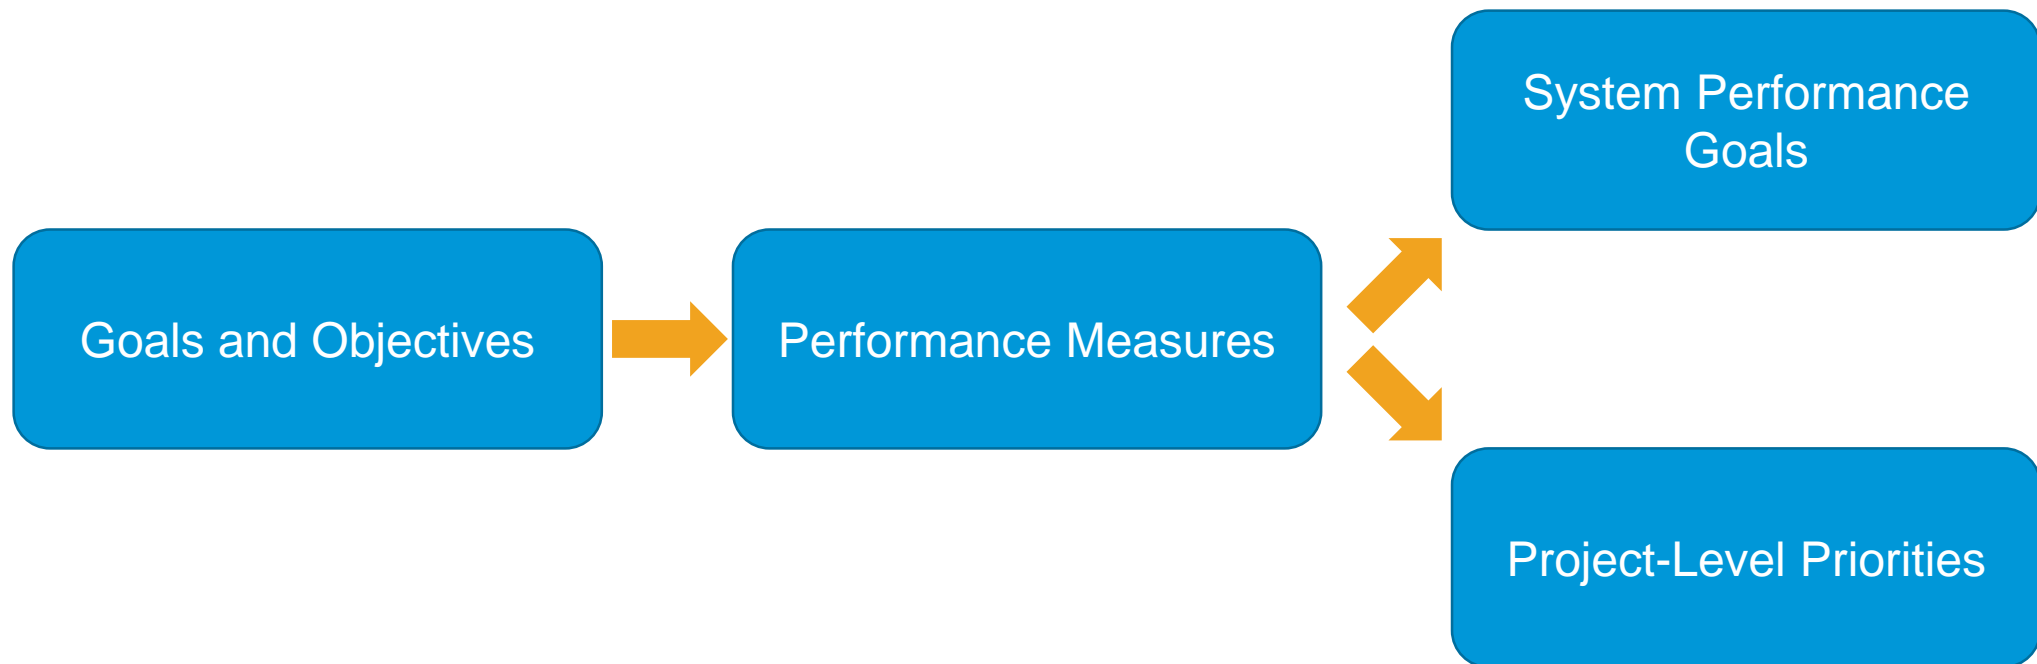 Goals and Objectives
Performance Measures
System Performance
Goals
Project-Level Priorities